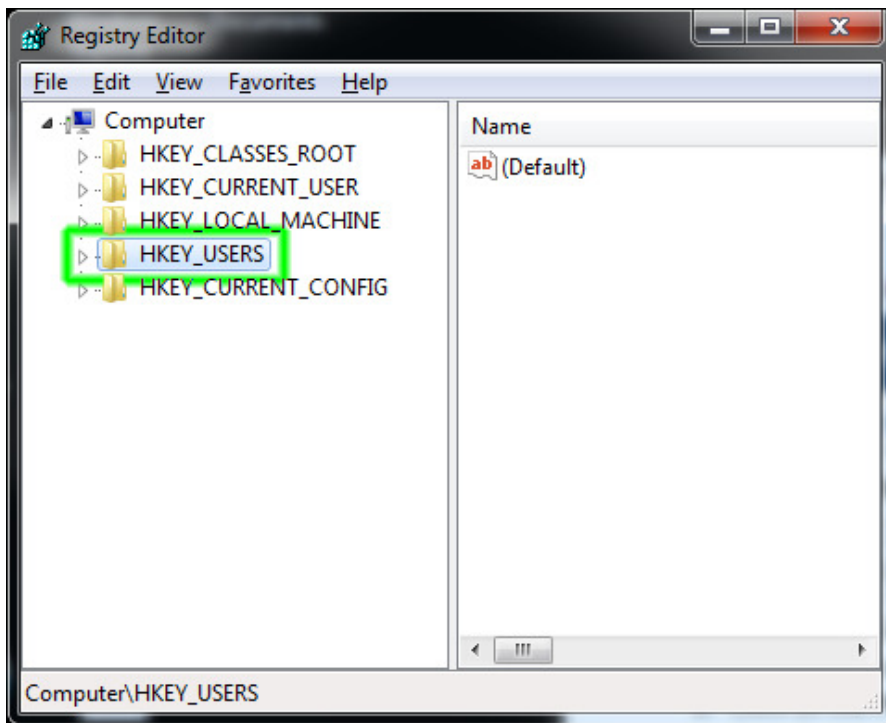 Registry Editor
File Edit View Favorites Help
Computer
HKEY_CLASSES_ROOT
HKEY_CURRENT_USER
HKEY_LOCAL_MACHINE
HKEY_USERS
HKEY_CURRENT_CONFIG
Name
ab (Default)
Computer\HKEY_USERS